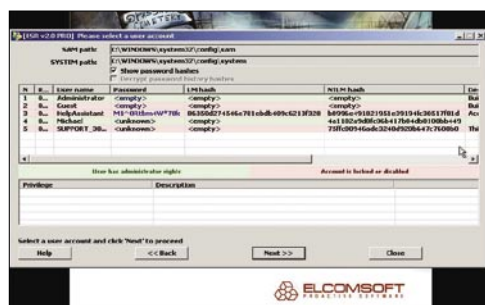 [ESR v2.0 PRO] Please select a user account
SAM path: C:\WINDOWS\system32\config\sam
SYSTEM path: C:\WINDOWS\system32\config\system
Show password hashes
Decrypt password history hashes
N User name Password LM hash NTLM hash
1 Administrator <empty> <empty> <empty>
2 Guest <empty> <empty> <empty>
3 HelpAssistant
4 Michael <unknown> <empty>
5 SUPPORT_38... <unknown> <empty>
User has administrator rights Account is locked or disabled
Privilege Description
Select a user account and click 'Next' to proceed
Help << Back Next >> Close
ELCOMSOFT
PROACTIVE SOFTWARE